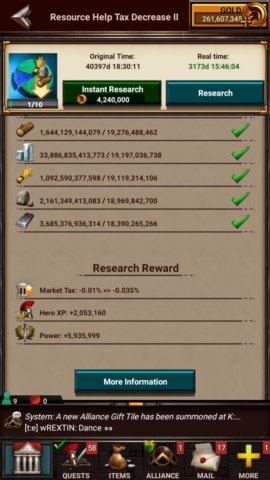 Resource Help Tax Decrease II
GOLD
261,607,345
Original Time:
40397d 18:30:11
Real time:
3173d 15:46:04
1/10
Instant Research
4,240,000
Research
1,644,129,144,079 / 19,276,488,462
33,886,835,413,773 / 19,197,036,738
1,092,590,377,598 / 19,119,314,106
2,161,349,413,083 / 18,969,842,700
3,685,376,936,314 / 18,390,265,266
Research Reward
Market Tax: -0.01% >> -0.035%
Hero XP: +2,053,160
Power: +5,935,999
More Information
9
0
System: A new Alliance Gift Tile has been summoned at K:...
[t:e] wREXTIN: Dance
58
1
17
1
QUESTS
ITEMS
ALLIANCE
MAIL
MORE